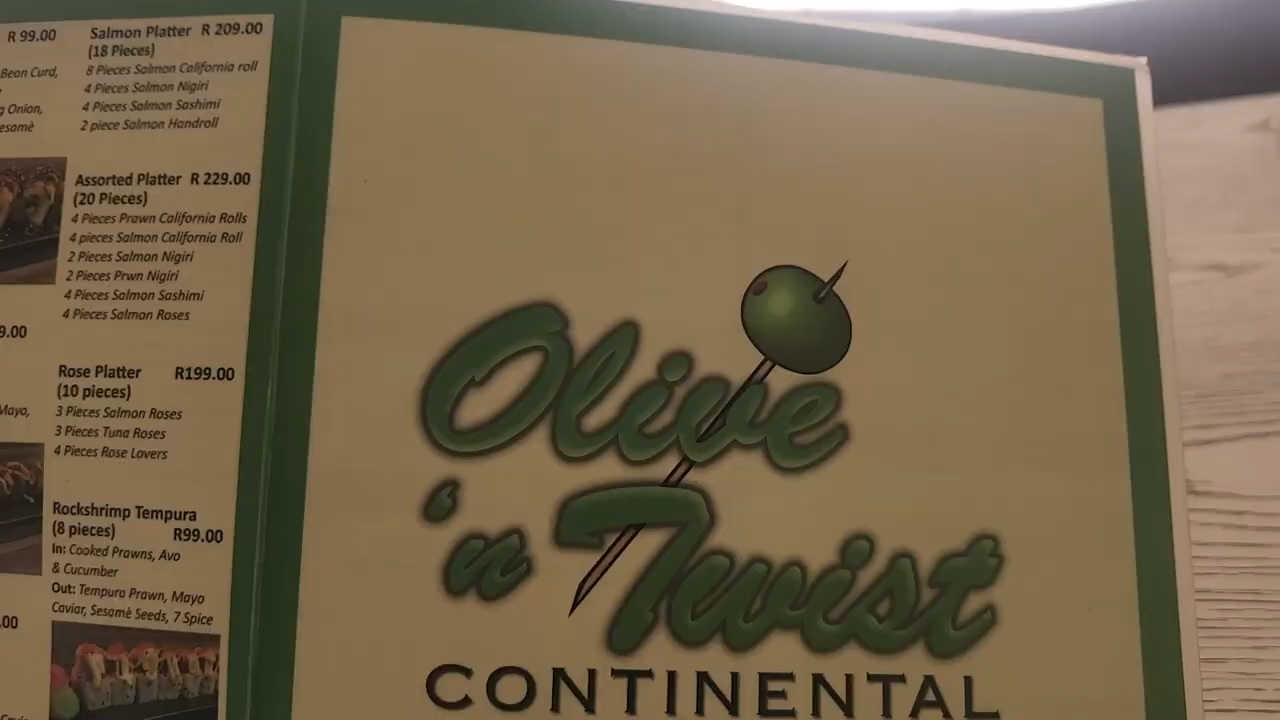 R 99.00
Bean Curd,
Onion,
esamè
9.00
Mayo,
.00
Salmon Platter R 209.00
(18 Pieces)
8 Pieces Salmon California roll
4 Pieces Salmon Nigiri
4 Pieces Salmon Sashimi
2 piece Salmon Handroll
Assorted Platter R 229.00
(20 Pieces)
4 Pieces Prawn California Rolls
4 pieces Salmon California Roll
2 Pieces Salmon Nigiri
2 Pieces Prwn Nigiri
4 Pieces Salmon Sashimi
4 Pieces Salmon Roses
Rose Platter R199.00
(10 pieces)
3 Pieces Salmon Roses
3 Pieces Tuna Roses
4 Pieces Rose Lovers
Rockshrimp Tempura
(8 pieces) R99.00
In: Cooked Prawns, Avo
& Cucumber
Out: Tempura Prawn, Mayo
Caviar, Sesamè Seeds, 7 Spice
Olive
'n Twist
CONTINENTAL